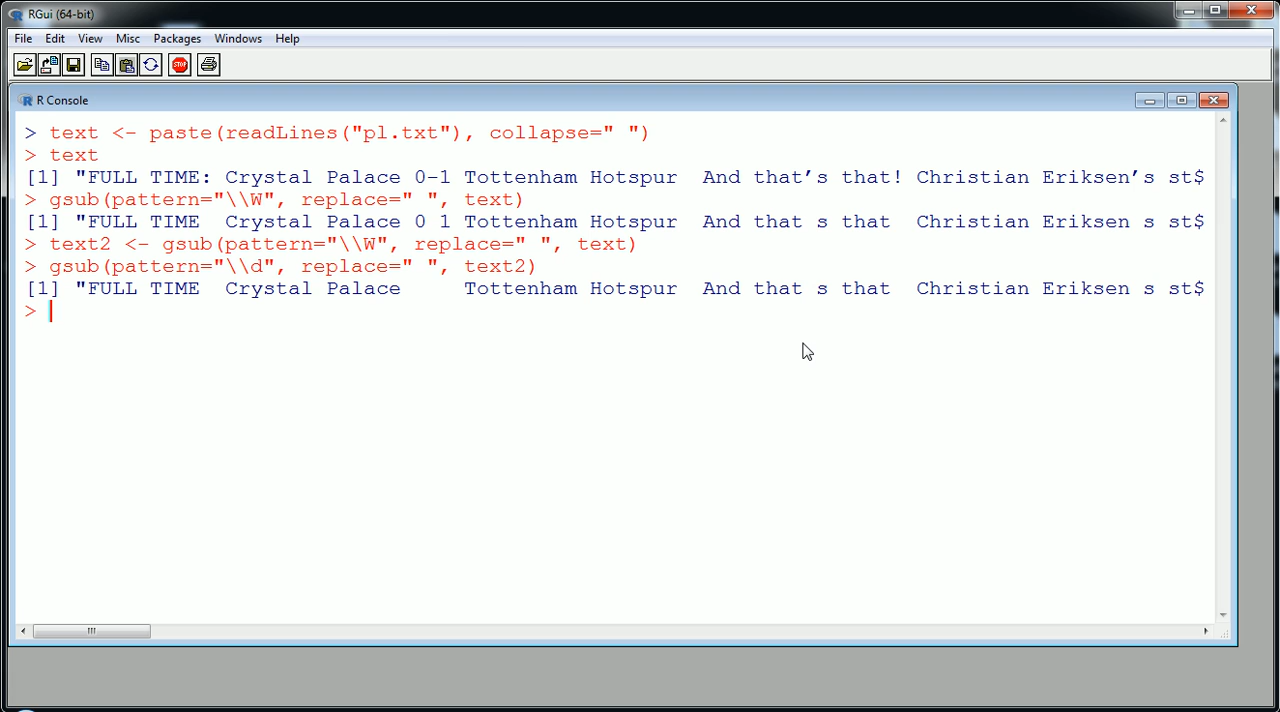 RGui (64-bit)
File Edit View Misc Packages Windows Help
STOP
R Console
> text <- paste(readLines("pl.txt"), collapse=" ")
> text
[1] "FULL TIME: Crystal Palace 0-1 Tottenham Hotspur  And that’s that! Christian Eriksen’s st$
> gsub(pattern="\\W", replace=" ", text)
[1] "FULL TIME  Crystal Palace 0 1 Tottenham Hotspur  And that s that  Christian Eriksen s st$
> text2 <- gsub(pattern="\\W", replace=" ", text)
> gsub(pattern="\\d", replace=" ", text2)
[1] "FULL TIME  Crystal Palace     Tottenham Hotspur  And that s that  Christian Eriksen s st$
>